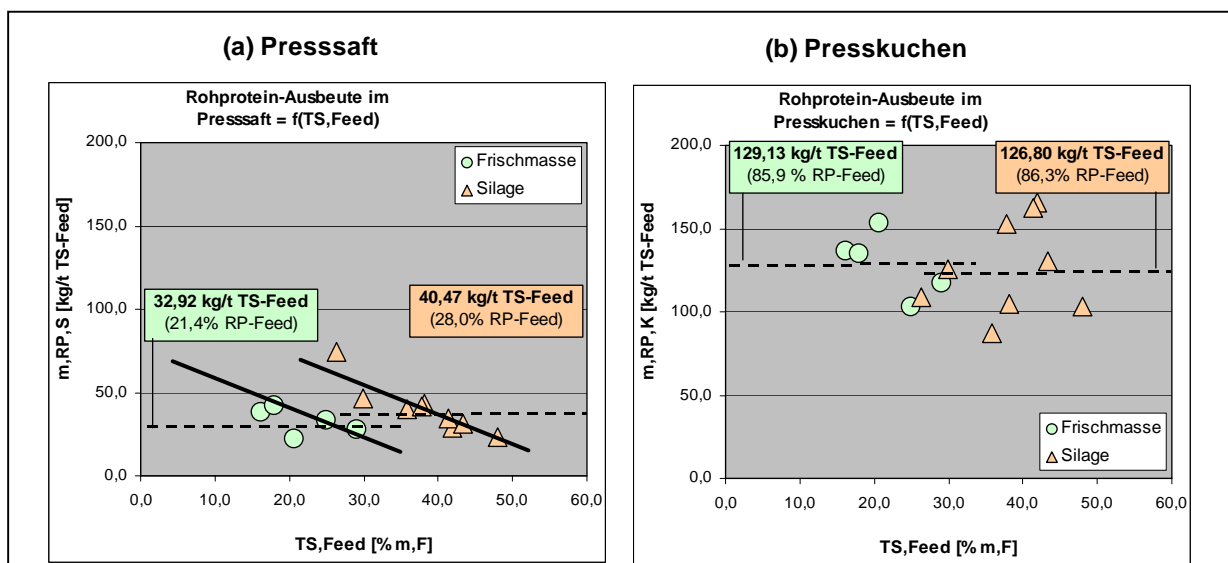 (a) Presssaft
Rohprotein-Ausbeute im
Presssaft = f(TS,Feed)
200,0
150,0
100,0
50,0
0,0
m,RP,S [kg/t TS-Feed]
Frischmasse
Silage
32,92 kg/t TS-Feed
(21,4% RP-Feed)
40,47 kg/t TS-Feed
(28,0% RP-Feed)
0,0 10,0 20,0 30,0 40,0 50,0 60,0
TS,Feed [% m,F]
(b) Presskuchen
Rohprotein-Ausbeute im
Presskuchen = f(TS,Feed)
200,0
150,0
100,0
50,0
0,0
m,RP,K [kg/t TS-Feed
129,13 kg/t TS-Feed
(85,9 % RP-Feed)
126,80 kg/t TS-Feed
(86,3% RP-Feed)
Frischmasse
Silage
0,0 10,0 20,0 30,0 40,0 50,0 60,0
TS,Feed [% m,F]